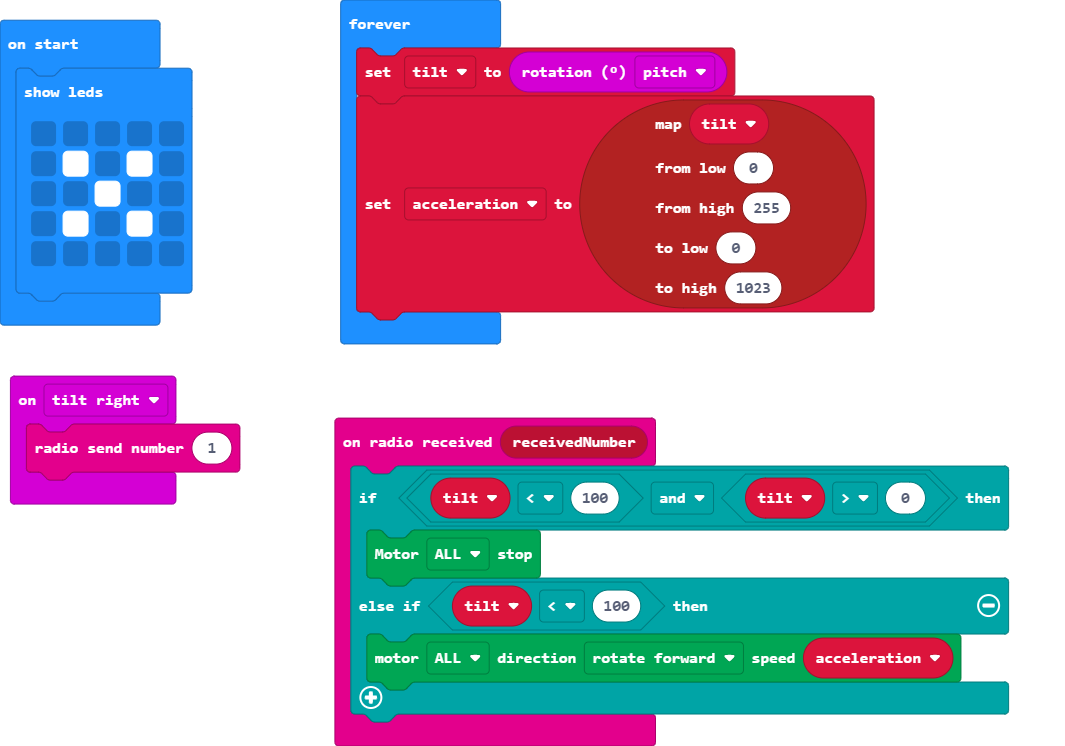 on start
show leds
forever
set tilt to rotation (º) pitch
set acceleration to
map tilt
from low 0
from high 255
to low 0
to high 1023
on tilt right
radio send number 1
on radio received receivedNumber
if tilt < 100 and tilt > 0 then
Motor ALL stop
else if tilt < 100 then
motor ALL direction rotate forward speed acceleration